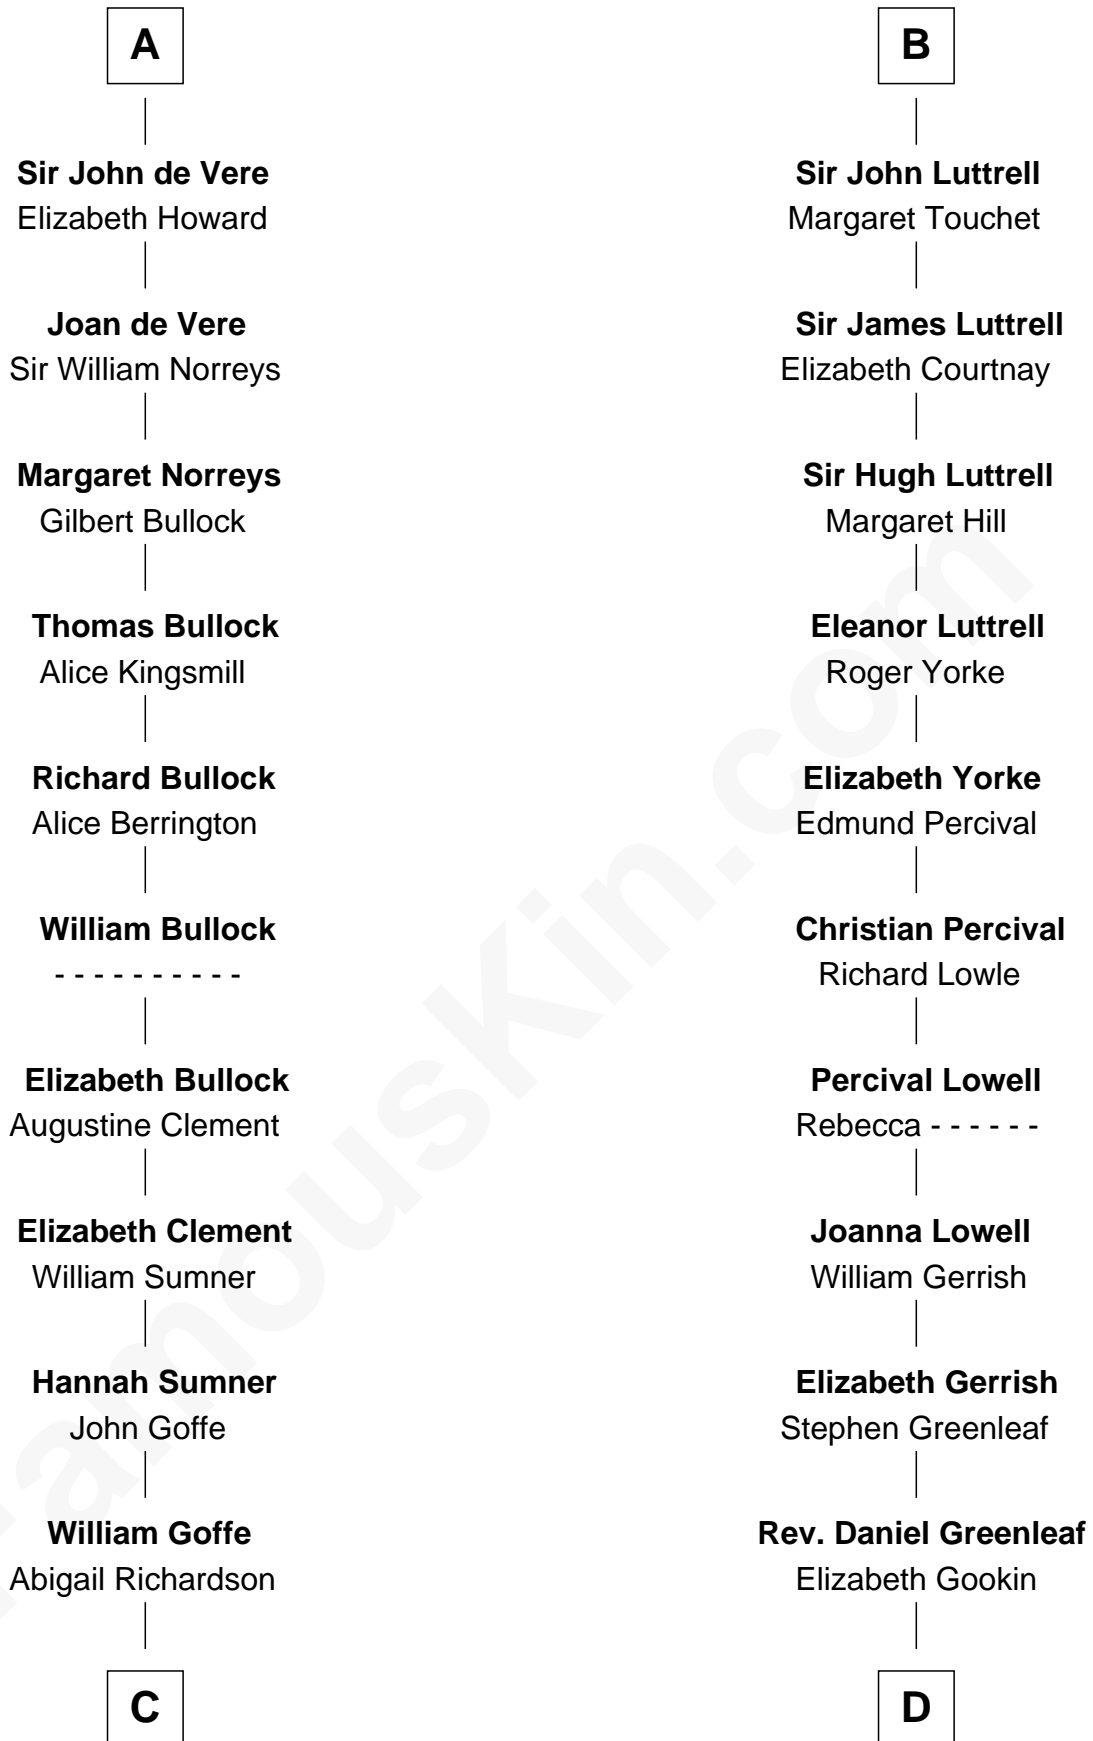 A
Sir John de Vere
Elizabeth Howard
Joan de Vere
Sir William Norreys
Margaret Norreys
Gilbert Bullock
Thomas Bullock
Alice Kingsmill
Richard Bullock
Alice Berrington
William Bullock
- - - - - - - - - -
Elizabeth Bullock
Augustine Clement
Elizabeth Clement
William Sumner
Hannah Sumner
John Goffe
William Goffe
Abigail Richardson
C
B
Sir John Luttrell
Margaret Touchet
Sir James Luttrell
Elizabeth Courtnay
Sir Hugh Luttrell
Margaret Hill
Eleanor Luttrell
Roger Yorke
Elizabeth Yorke
Edmund Percival
Christian Percival
Richard Lowle
Percival Lowell
Rebecca - - - - - -
Joanna Lowell
William Gerrish
Elizabeth Gerrish
Stephen Greenleaf
Rev. Daniel Greenleaf
Elizabeth Gookin
D
FamousKin.com